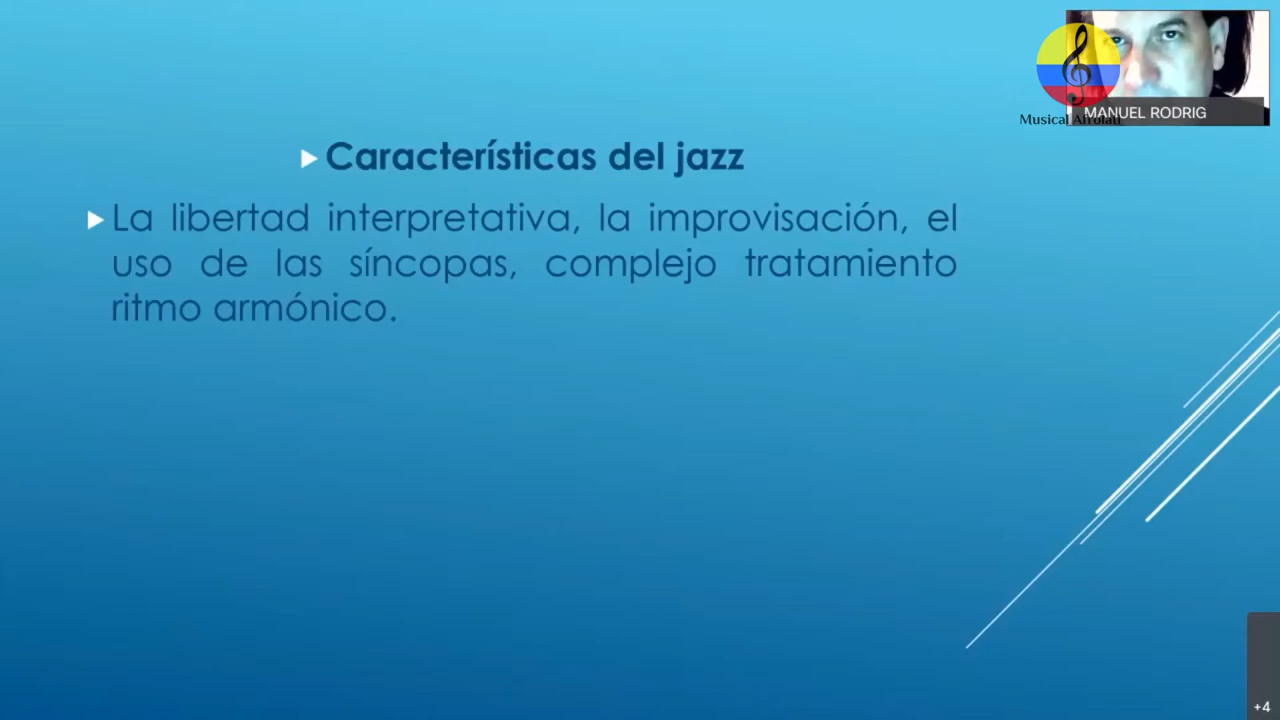 MANUEL RODRIG
Musical Afrolati
Características del jazz
La libertad interpretativa, la improvisación, el
uso de las síncopas, complejo tratamiento
ritmo armónico.
+4